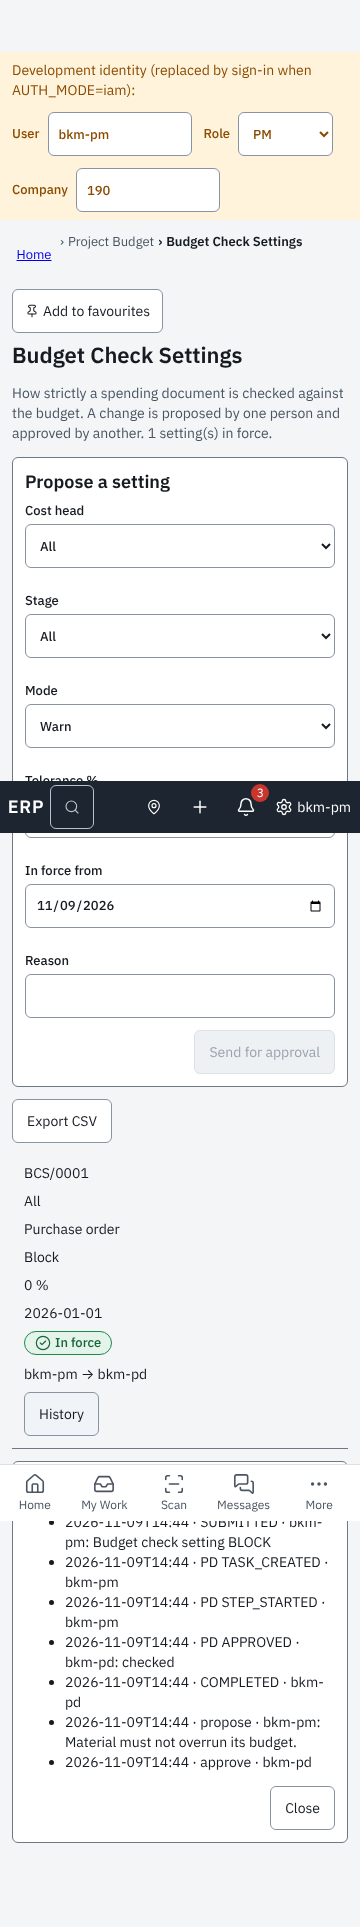 Development identity (replaced by sign-in when
AUTH_MODE=iam):
User bkm-pm Role PM
Company 190
Home › Project Budget › Budget Check Settings
Add to favourites
Budget Check Settings
How strictly a spending document is checked against
the budget. A change is proposed by one person and
approved by another. 1 setting(s) in force.
Propose a setting
Cost head
All
Stage
All
Mode
Warn
Tolerance %
ERP 3 bkm-pm
In force from
11/09/2026
Reason
Send for approval
Export CSV
BCS/0001
All
Purchase order
Block
0 %
2026-01-01
In force
bkm-pm → bkm-pd
History
Home My Work Scan Messages More
2026-11-09T14:44 · SUBMITTED · bkm-
pm: Budget check setting BLOCK
2026-11-09T14:44 · PD TASK_CREATED ·
bkm-pm
2026-11-09T14:44 · PD STEP_STARTED ·
bkm-pm
2026-11-09T14:44 · PD APPROVED ·
bkm-pd: checked
2026-11-09T14:44 · COMPLETED · bkm-
pd
2026-11-09T14:44 · propose · bkm-pm:
Material must not overrun its budget.
2026-11-09T14:44 · approve · bkm-pd
Close